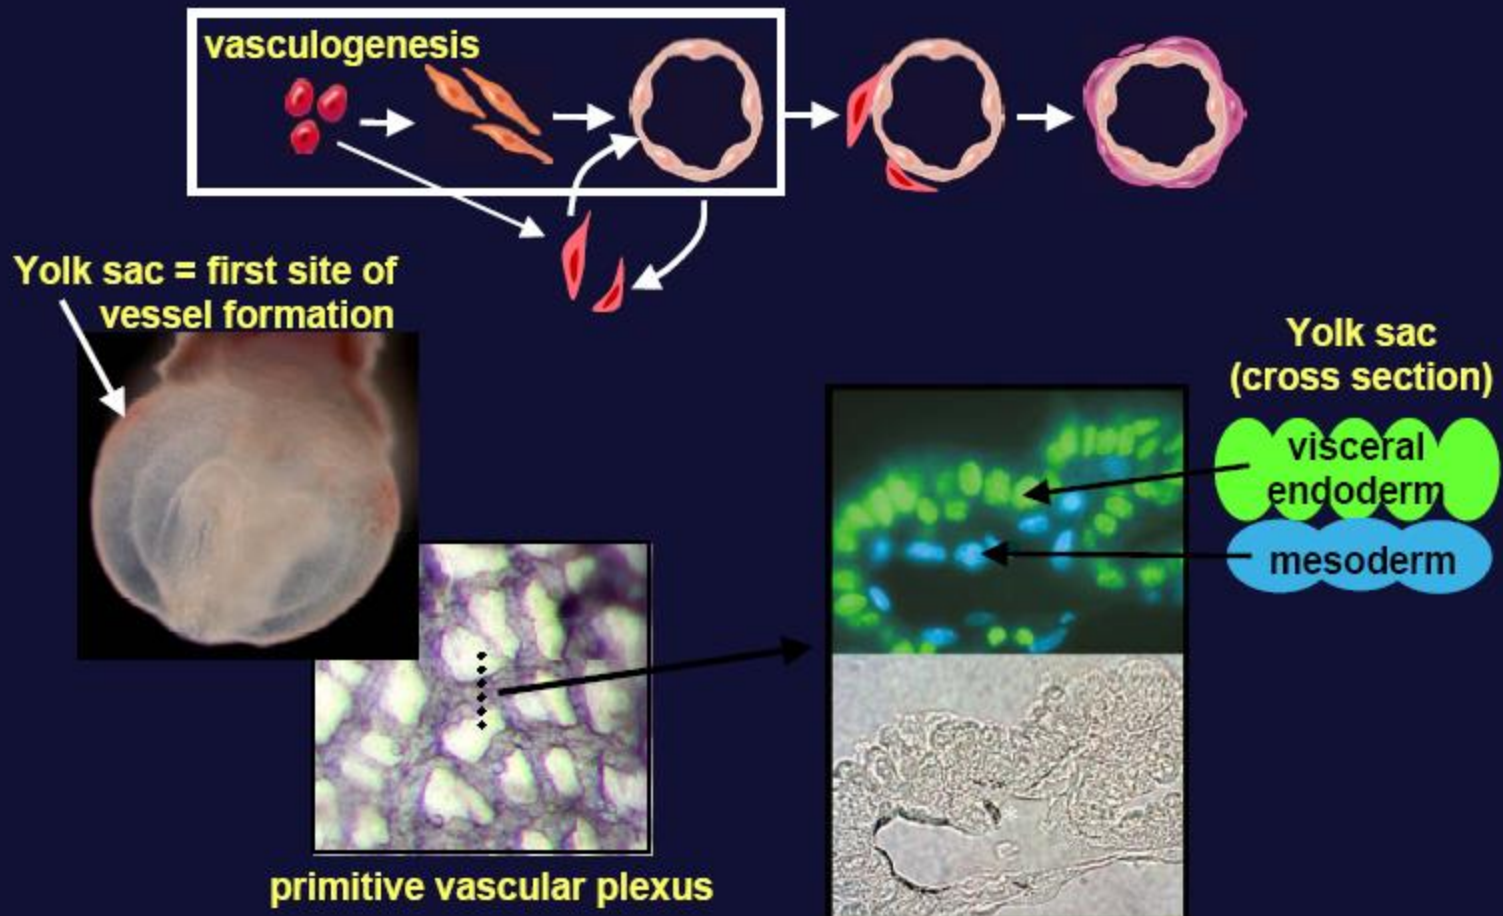 vasculogenesis
Yolk sac = first site of
vessel formation
Yolk sac
(cross section)
visceral
endoderm
mesoderm
primitive vascular plexus